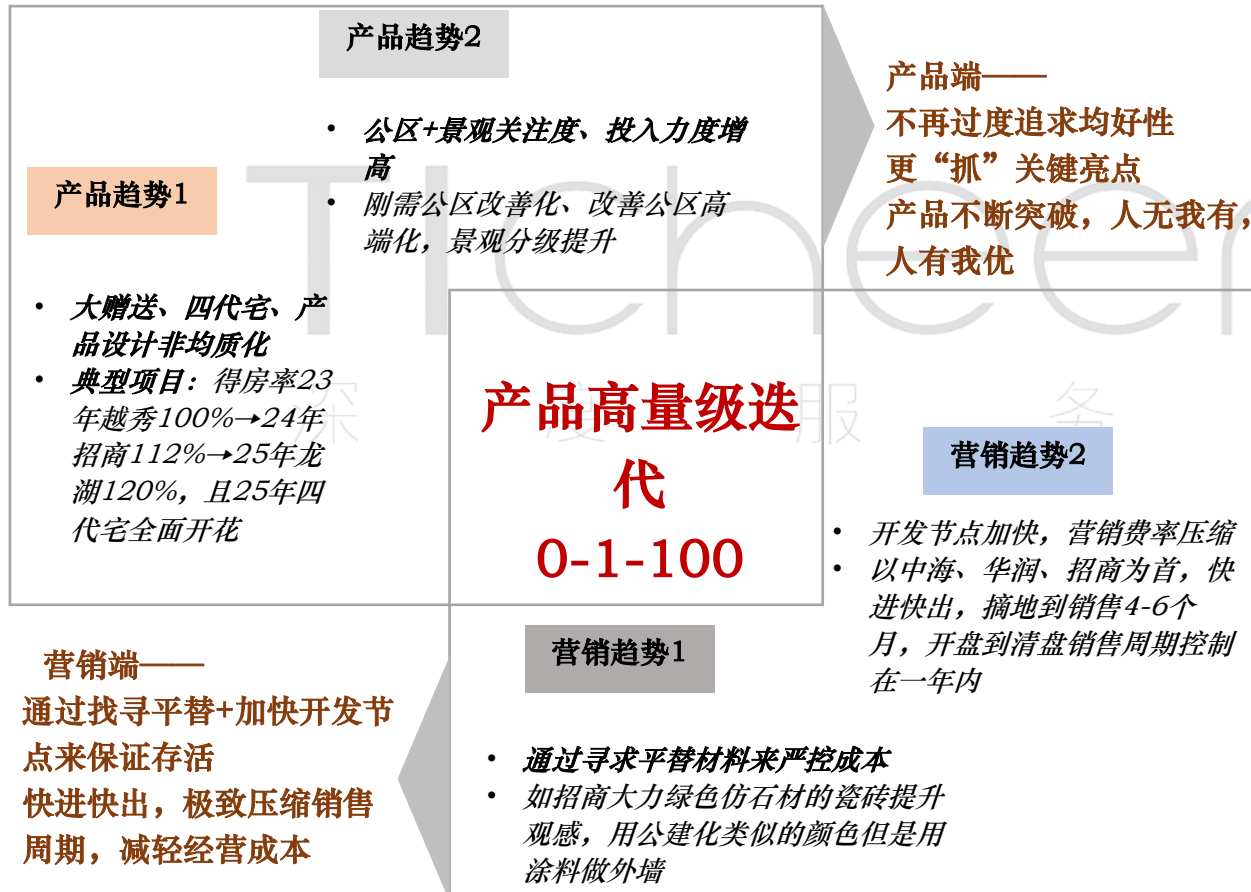 产品趋势2
• 公区+景观关注度、投入力度增
高
• 刚需公区改善化、改善公区高
端化，景观分级提升
产品趋势1
• 大赠送、四代宅、产
品设计非均质化
• 典型项目：得房率23
年越秀100%→24年
招商112%→25年龙
湖120%，且25年四
代宅全面开花
产品端——
不再过度追求均好性
更“抓”关键亮点
产品不断突破，人无我有，
人有我优
Ticheer
深度服务
产品高量级迭
代
0-1-100
营销趋势2
• 开发节点加快，营销费率压缩
• 以中海、华润、招商为首，快
进快出，摘地到销售4-6个
月，开盘到清盘销售周期控制
在一年内
营销端——
通过找寻平替+加快开发节
点来保证存活
快进快出，极致压缩销售
周期，减轻经营成本
营销趋势1
• 通过寻求平替材料来严控成本
• 如招商大力绿色仿石材的瓷砖提升
观感，用公建化类似的颜色但是用
涂料做外墙